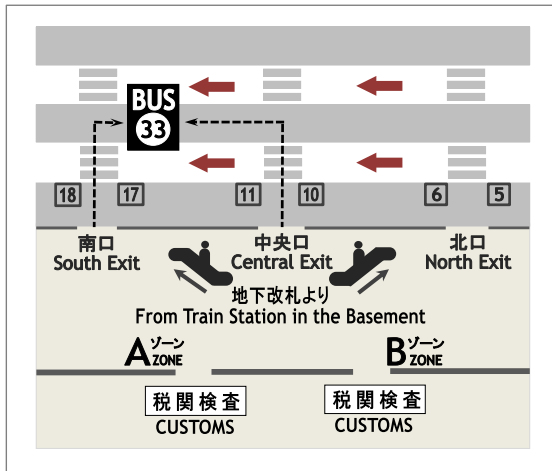 BUS
33
18
17
11
10
6
5
南口
South Exit
中央口
Central Exit
北口
North Exit
地下改札より
From Train Station in the Basement
A ゾーン
ZONE
B ゾーン
ZONE
税関検査
CUSTOMS
税関検査
CUSTOMS